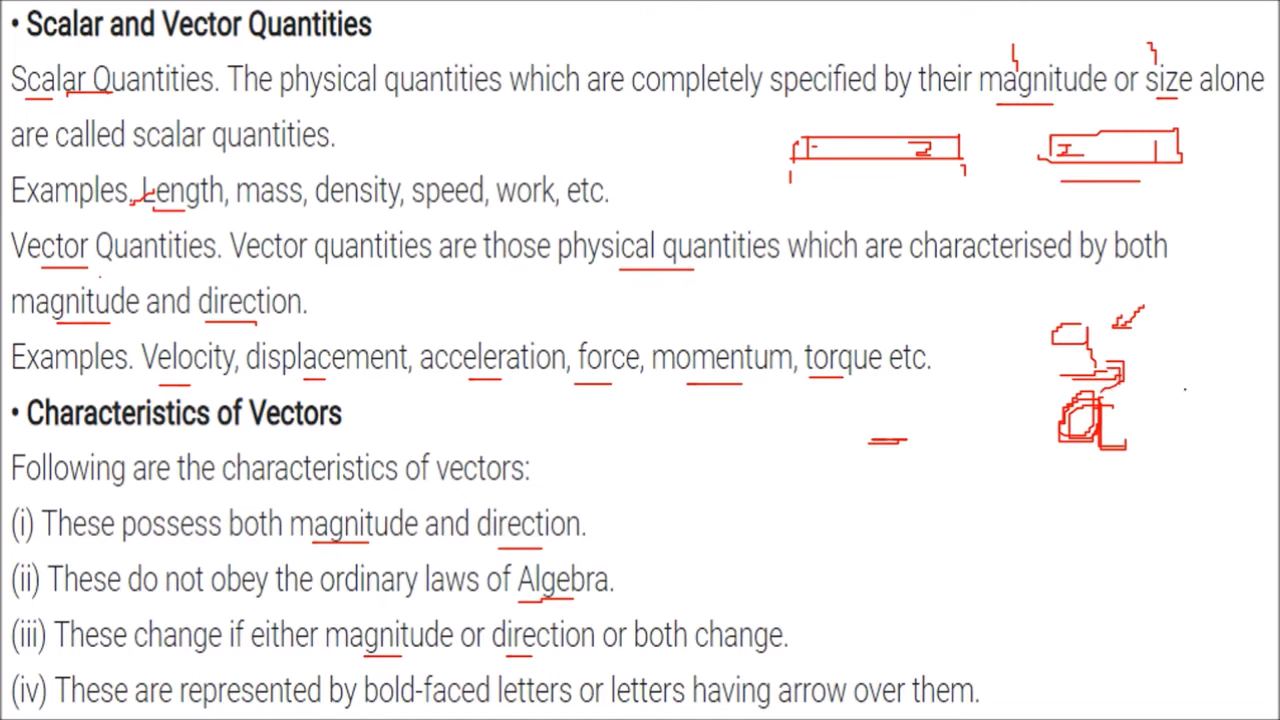 • Scalar and Vector Quantities
Scalar Quantities. The physical quantities which are completely specified by their magnitude or size alone
are called scalar quantities.
Examples. Length, mass, density, speed, work, etc.
Vector Quantities. Vector quantities are those physical quantities which are characterised by both
magnitude and direction.
Examples. Velocity, displacement, acceleration, force, momentum, torque etc.
• Characteristics of Vectors
Following are the characteristics of vectors:
(i) These possess both magnitude and direction.
(ii) These do not obey the ordinary laws of Algebra.
(iii) These change if either magnitude or direction or both change.
(iv) These are represented by bold-faced letters or letters having arrow over them.